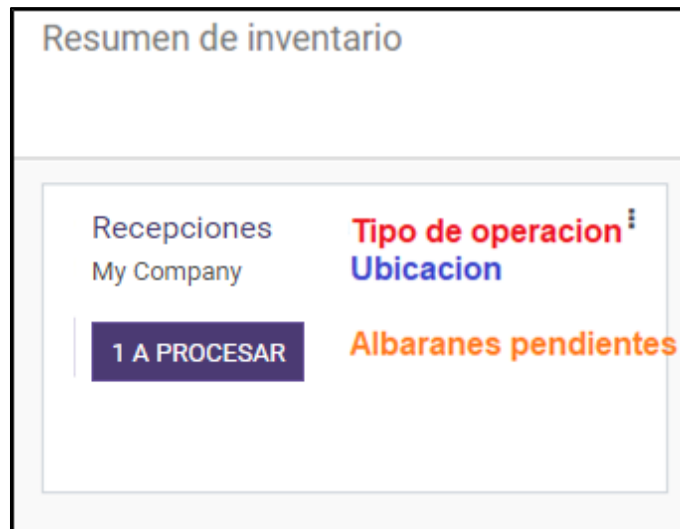 Resumen de inventario
Recepciones Tipo de operacion
My Company Ubicacion
1 A PROCESAR Albaranes pendientes